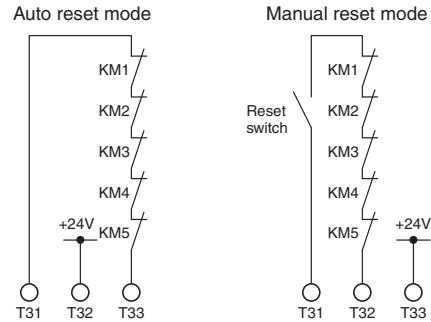 Auto reset mode
KM1
KM2
KM3
KM4
KM5
+24V
T31 T32 T33
Manual reset mode
Reset
switch
KM1
KM2
KM3
KM4
KM5
+24V
T31 T32 T33